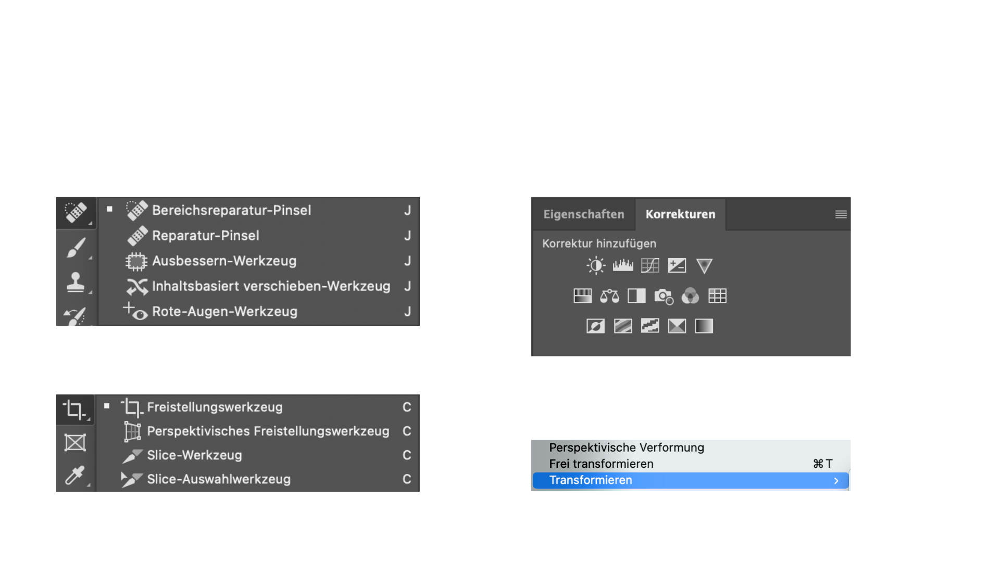 Bereichsreparatur-Pinsel J
Reparatur-Pinsel J
Ausbessern-Werkzeug J
Inhaltsbasiert verschieben-Werkzeug J
Rote-Augen-Werkzeug J
Freistellungswerkzeug C
Perspektivisches Freistellungswerkzeug C
Slice-Werkzeug C
Slice-Auswahlwerkzeug C
Eigenschaften Korrekturen
Korrektur hinzufügen
Perspektivische Verformung
Frei transformieren ⌘T
Transformieren